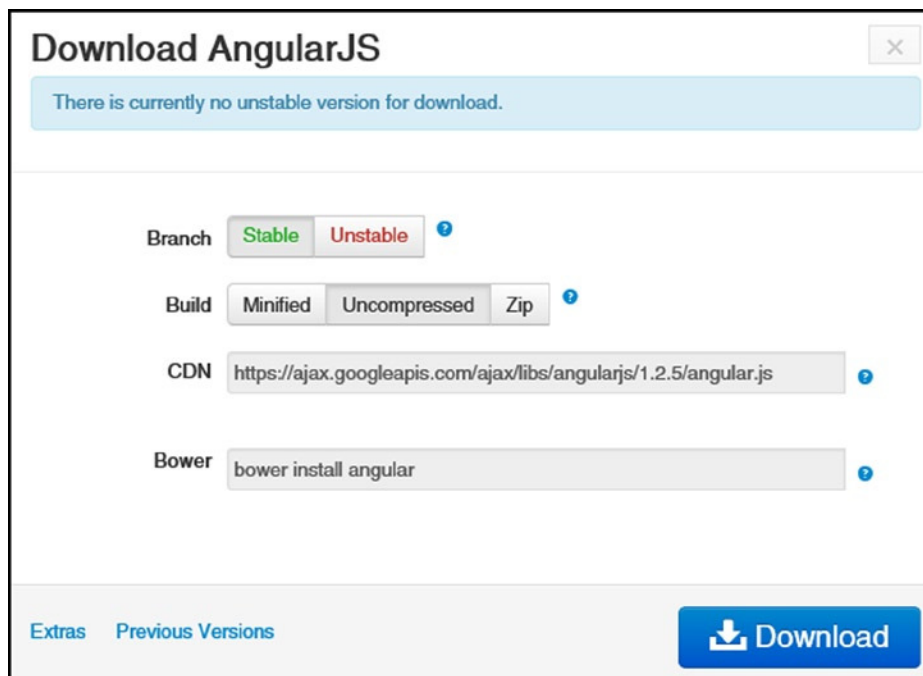 Download AngularJS
There is currently no unstable version for download.
Branch Stable Unstable ?
Build Minified Uncompressed Zip ?
CDN https://ajax.googleapis.com/ajax/libs/angularjs/1.2.5/angular.js ?
Bower bower install angular ?
Extras Previous Versions Download